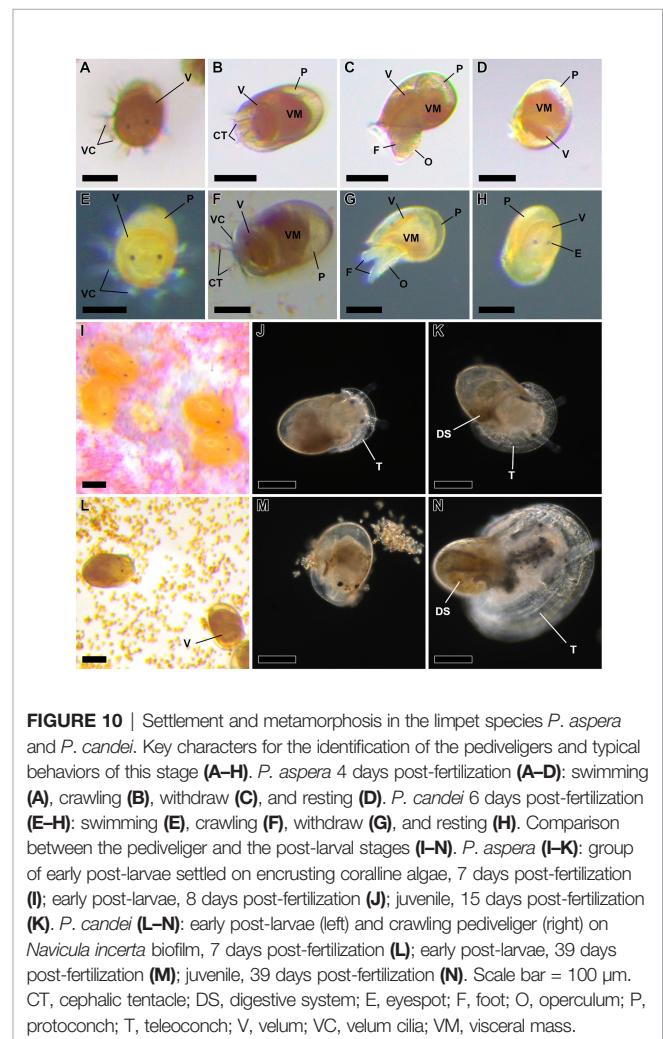 A
V
VC
B
P
V
VM
CT
C
P
V
VM
F
O
D
P
VM
V
E
V
P
VC
F
VC
V
VM
CT
P
G
V
P
VM
F
O
H
P
V
E
I
J
T
K
DS
T
L
V
M
N
DS
T
FIGURE 10 | Settlement and metamorphosis in the limpet species P. aspera
and P. candei. Key characters for the identification of the pediveligers and typical
behaviors of this stage (A–H). P. aspera 4 days post-fertilization (A–D): swimming
(A), crawling (B), withdraw (C), and resting (D). P. candei 6 days post-fertilization
(E–H): swimming (E), crawling (F), withdraw (G), and resting (H). Comparison
between the pediveliger and the post-larval stages (I–N). P. aspera (I–K): group
of early post-larvae settled on encrusting coralline algae, 7 days post-fertilization
(I); early post-larvae, 8 days post-fertilization (J); juvenile, 15 days post-fertilization
(K). P. candei (L–N): early post-larvae (left) and crawling pediveliger (right) on
Navicula incerta biofilm, 7 days post-fertilization (L); early post-larvae, 39 days
post-fertilization (M); juvenile, 39 days post-fertilization (N). Scale bar = 100 μm.
CT, cephalic tentacle; DS, digestive system; E, eyespot; F, foot; O, operculum; P,
protoconch; T, teleoconch; V, velum; VC, velum cilia; VM, visceral mass.